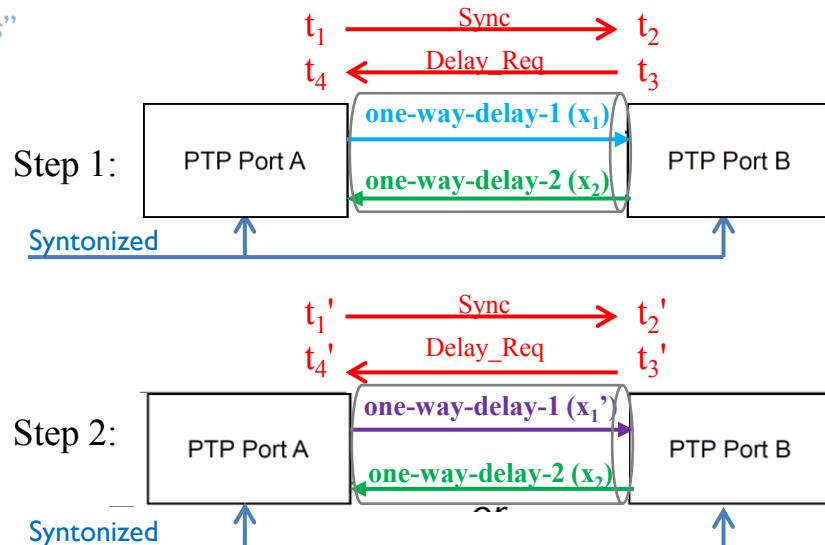 s”
t₁ Sync t₂
t₄ Delay_Req t₃
one-way-delay-1 (x₁)
Step 1: PTP Port A PTP Port B
one-way-delay-2 (x₂)
Syntonized
t₁' Sync t₂'
t₄' Delay_Req t₃'
one-way-delay-1 (x₁’)
Step 2: PTP Port A PTP Port B
one-way-delay-2 (x₂)
or
Syntonized